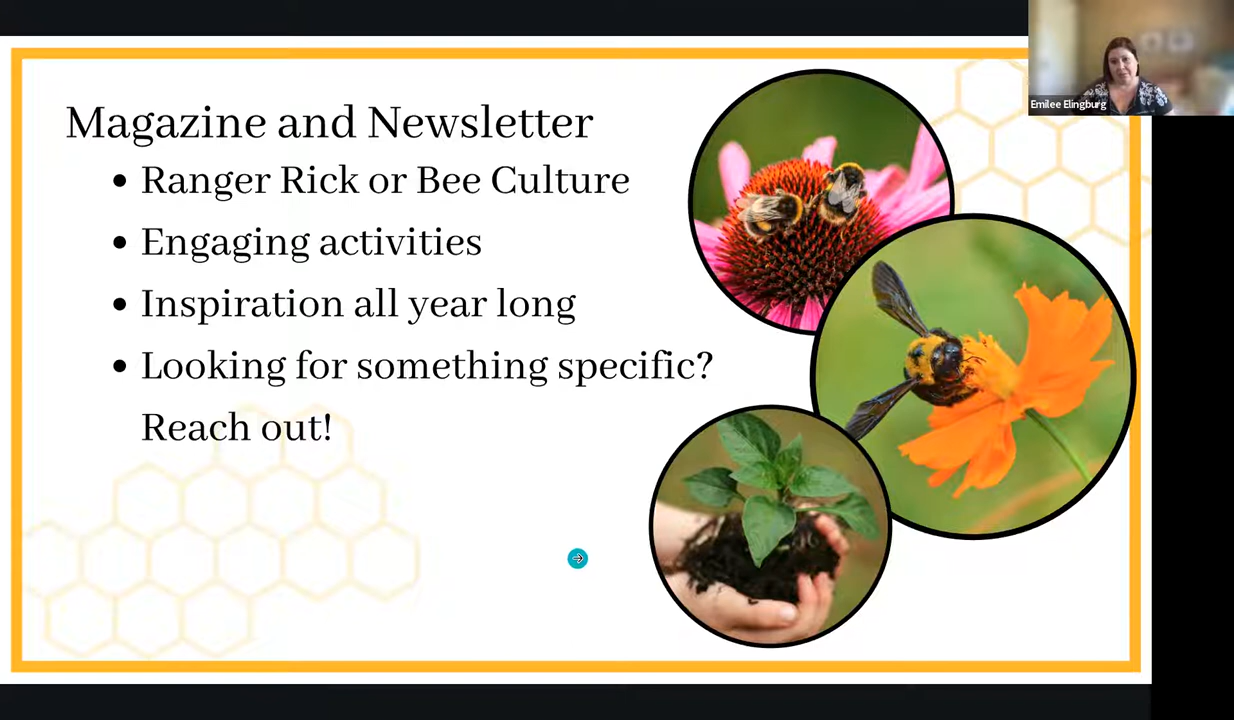 Emilee Elingburg
Magazine and Newsletter
Ranger Rick or Bee Culture
Engaging activities
Inspiration all year long
Looking for something specific?
Reach out!